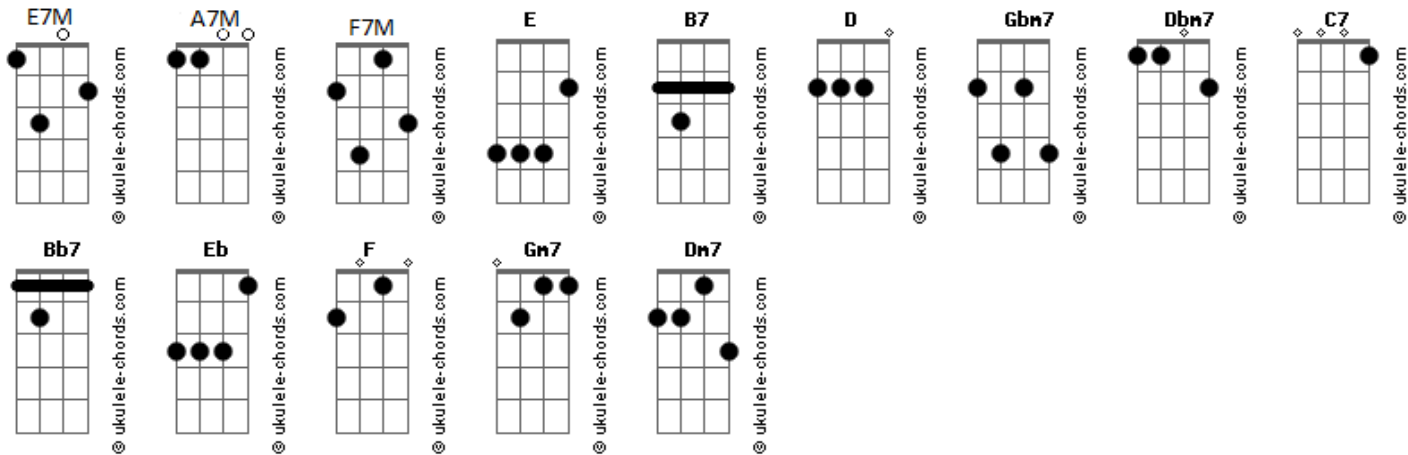 E7M A7M F7M E B7 D Gbm7 Dbm7 C7
© ukulele-chords.com © ukulele-chords.com © ukulele-chords.com © ukulele-chords.com © ukulele-chords.com © ukulele-chords.com © ukulele-chords.com © ukulele-chords.com © ukulele-chords.com
Bb7 Eb F Gm7 Dm7
© ukulele-chords.com © ukulele-chords.com © ukulele-chords.com © ukulele-chords.com © ukulele-chords.com